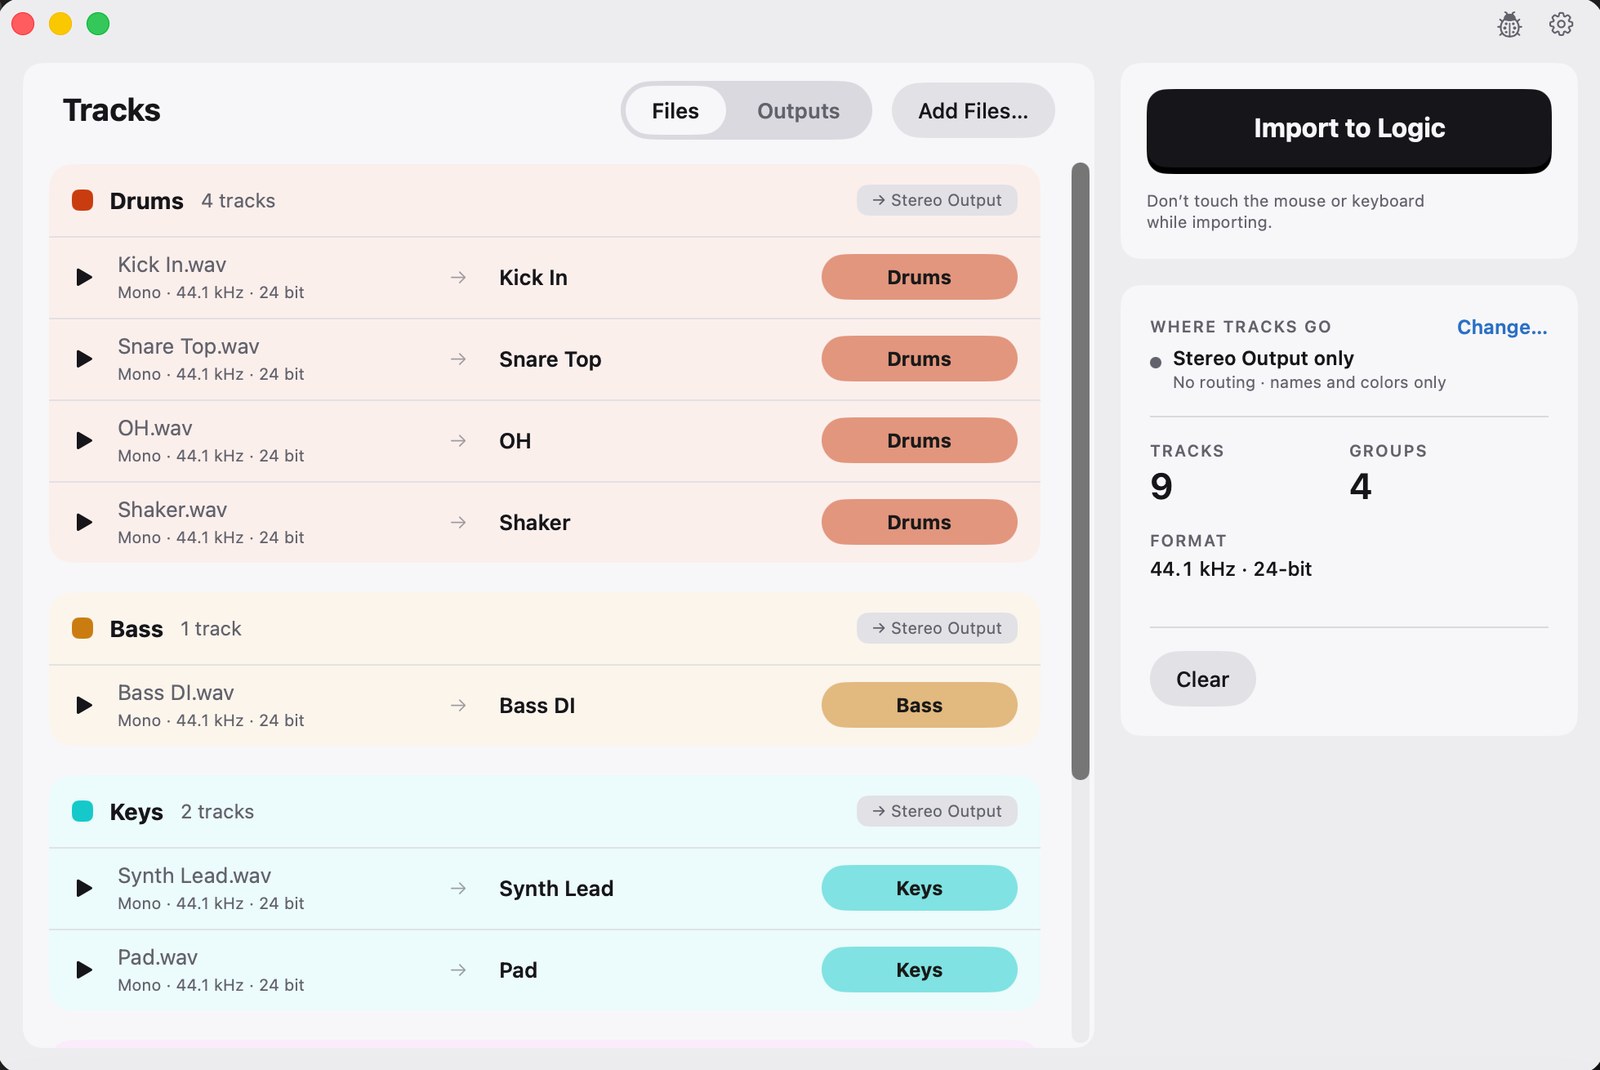 Tracks
Files
Outputs
Add Files...
Drums 4 tracks
→ Stereo Output
Kick In.wav
Mono · 44.1 kHz · 24 bit
→
Kick In
Drums
Snare Top.wav
Mono · 44.1 kHz · 24 bit
→
Snare Top
Drums
OH.wav
Mono · 44.1 kHz · 24 bit
→
OH
Drums
Shaker.wav
Mono · 44.1 kHz · 24 bit
→
Shaker
Drums
Bass 1 track
→ Stereo Output
Bass DI.wav
Mono · 44.1 kHz · 24 bit
→
Bass DI
Bass
Keys 2 tracks
→ Stereo Output
Synth Lead.wav
Mono · 44.1 kHz · 24 bit
→
Synth Lead
Keys
Pad.wav
Mono · 44.1 kHz · 24 bit
→
Pad
Keys
Import to Logic
Don’t touch the mouse or keyboard
while importing.
WHERE TRACKS GO
Change...
Stereo Output only
No routing · names and colors only
TRACKS
9
GROUPS
4
FORMAT
44.1 kHz · 24-bit
Clear